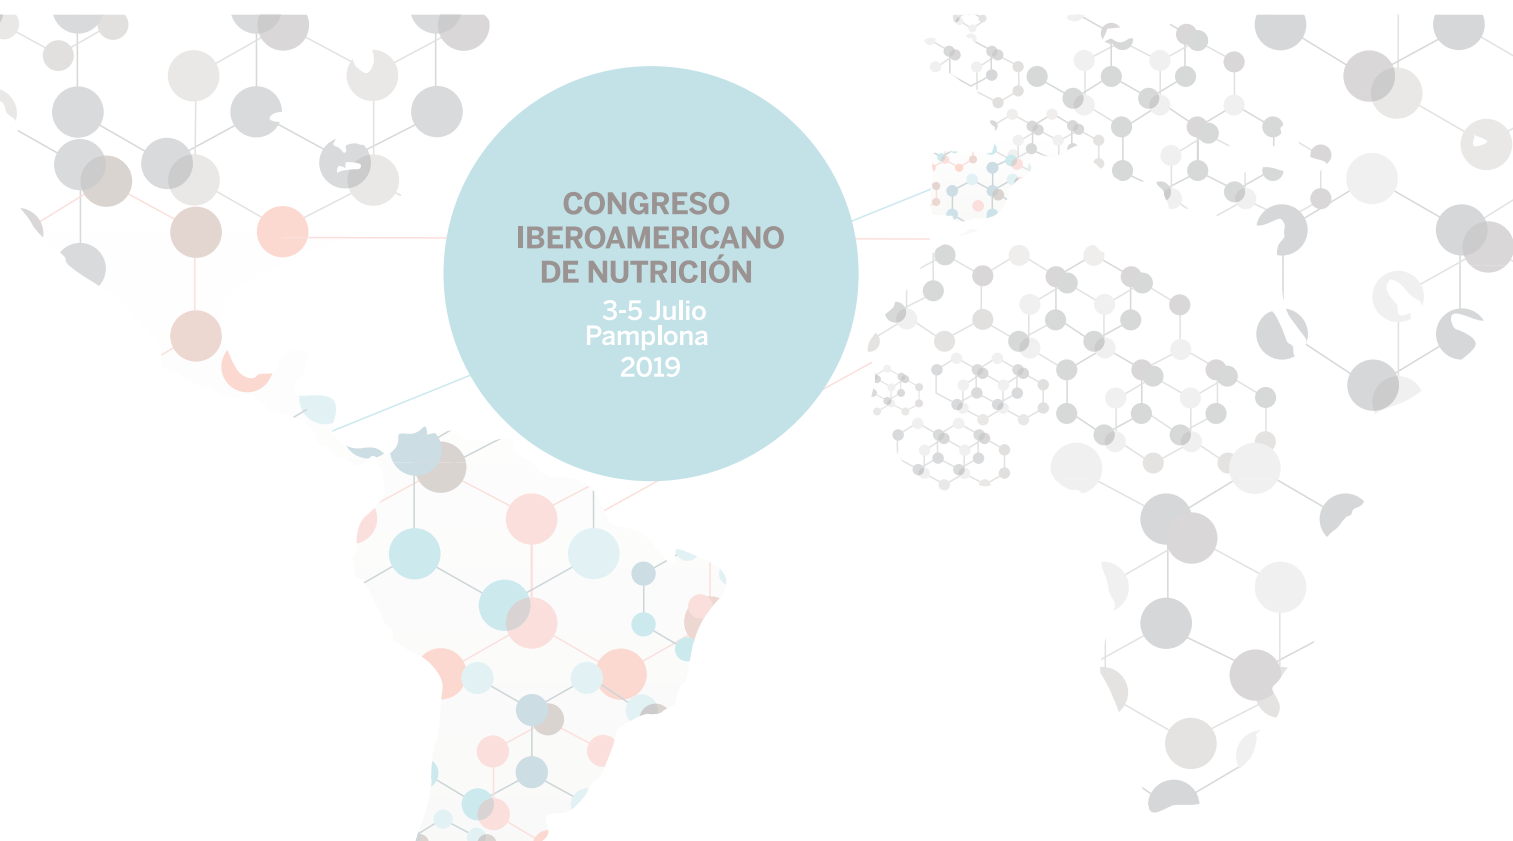 CONGRESO
IBEROAMERICANO
DE NUTRICIÓN
3-5 Julio
Pamplona
2019